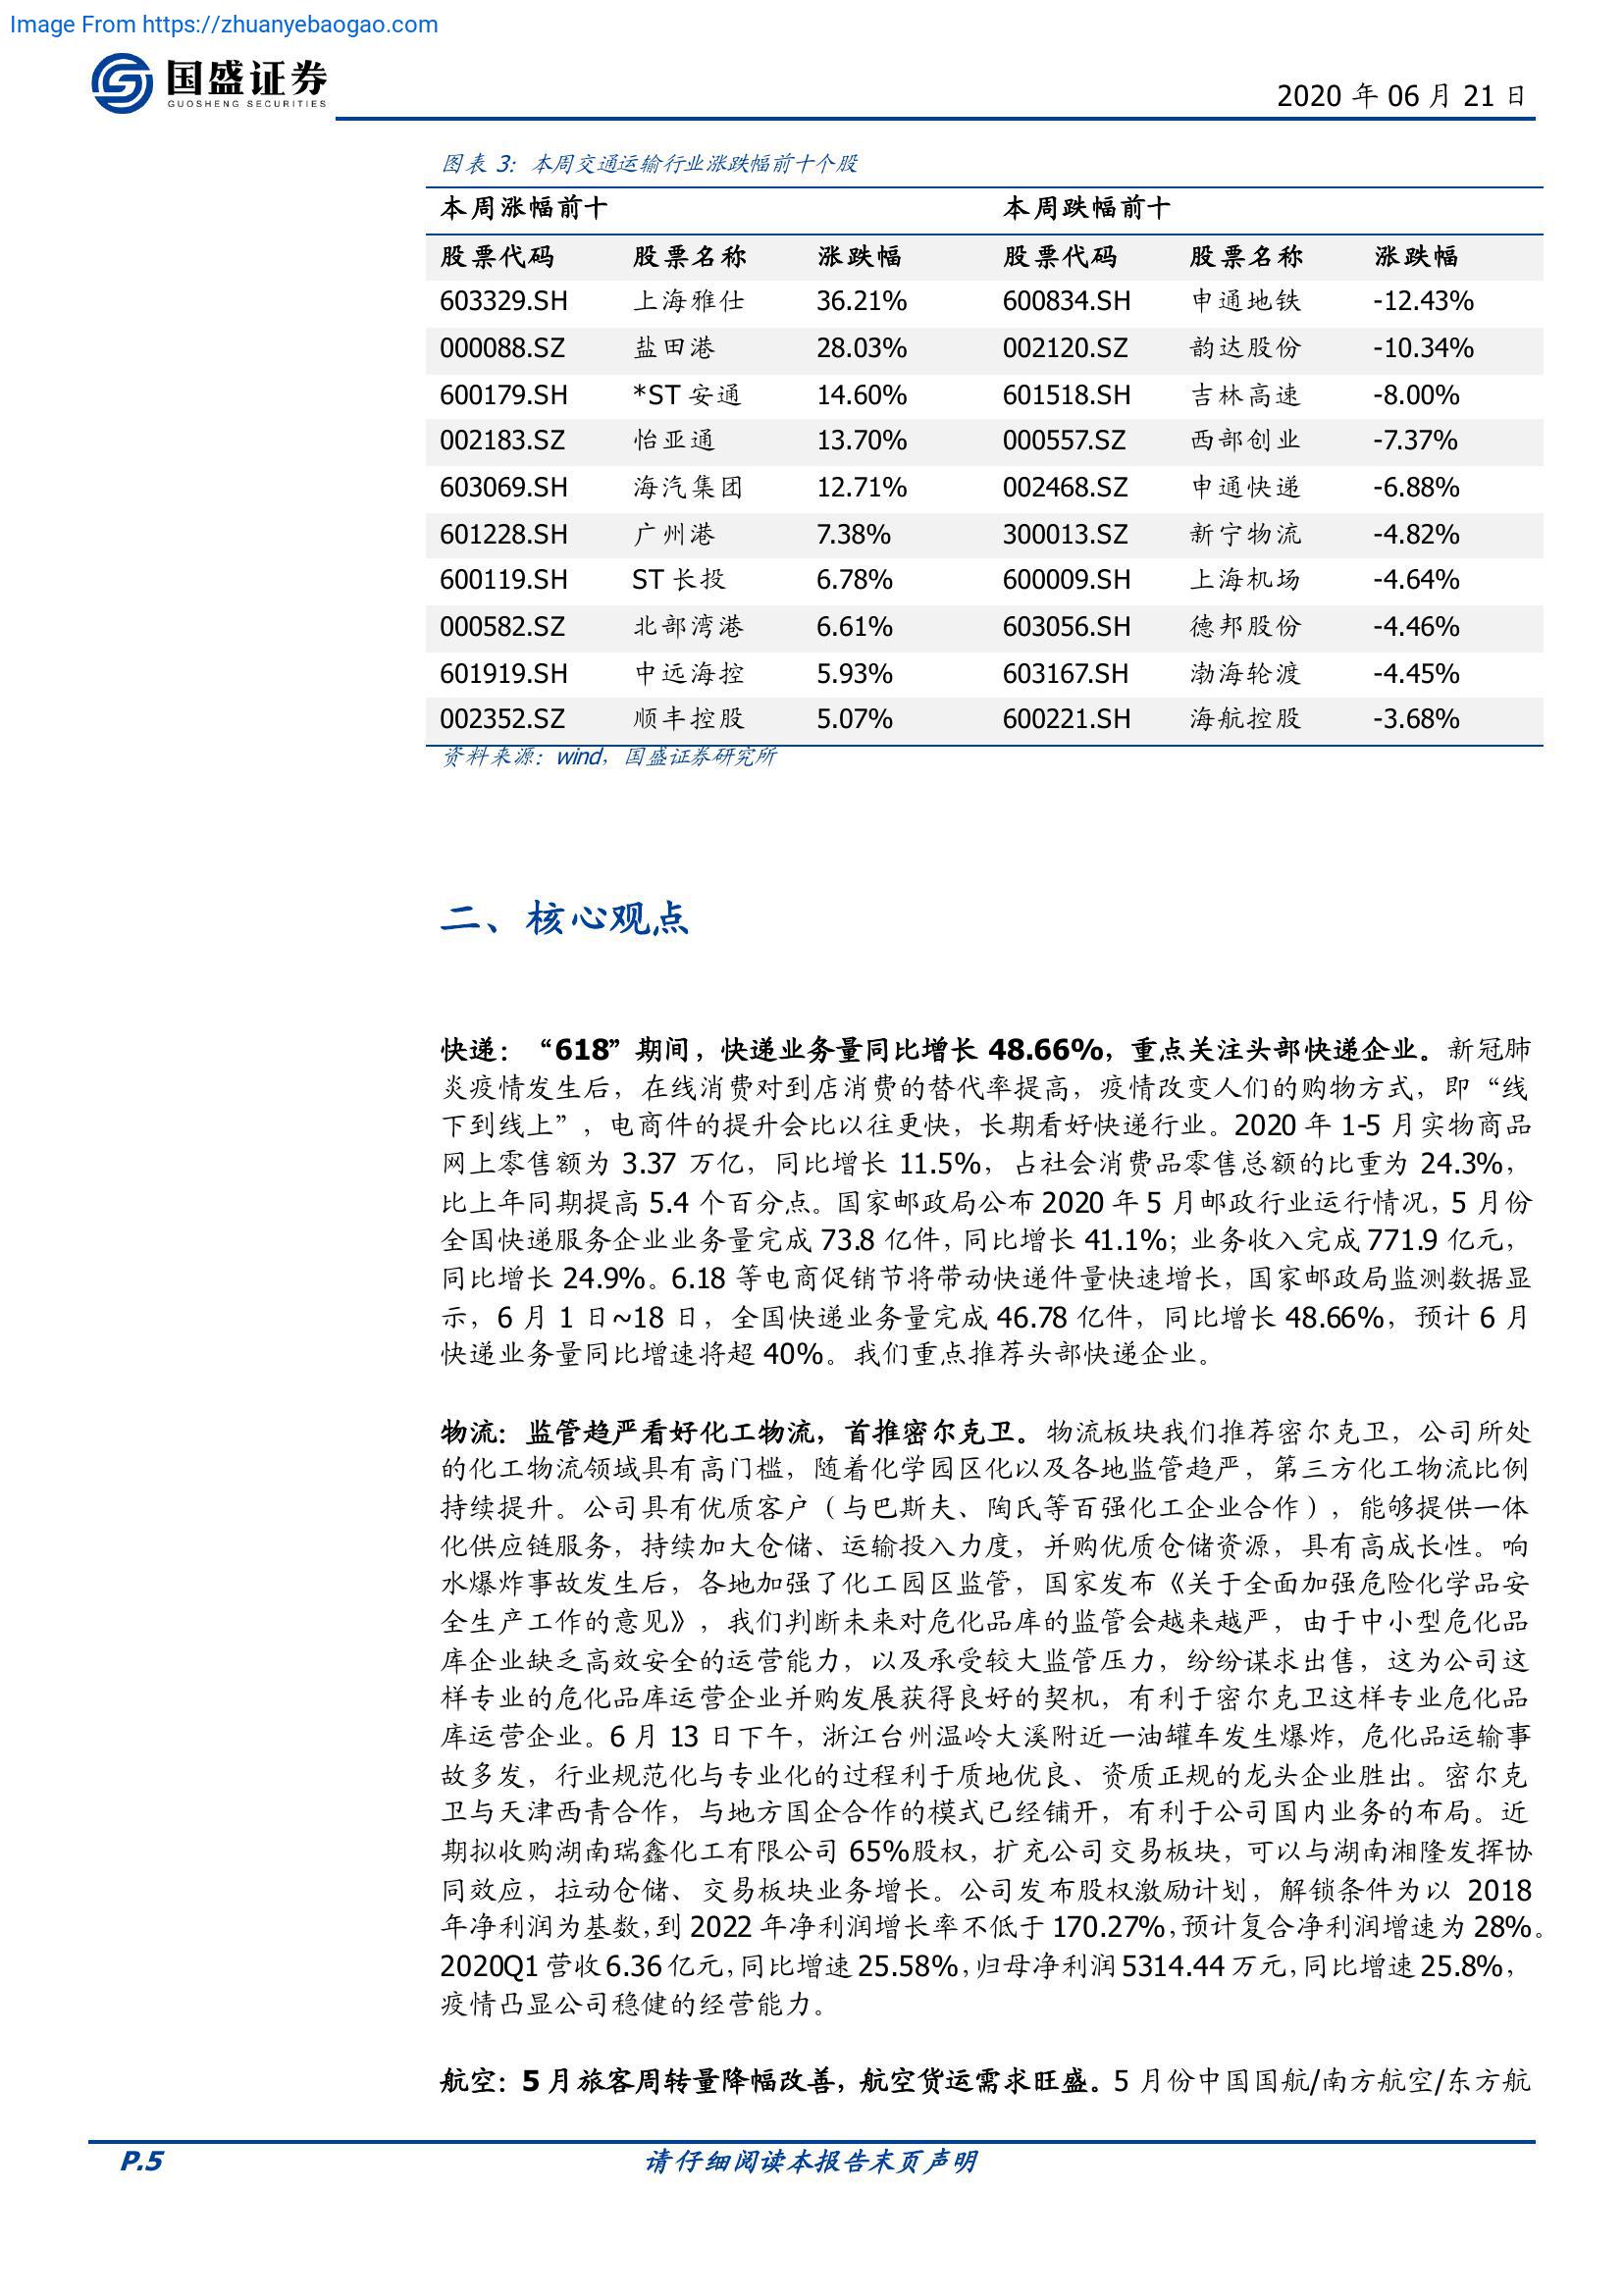 Image From https://zhuanyebaogao.com
国盛证券
GUOSHENG SECURITIES
2020 年 06 月 21 日
图表 3：本周交通运输行业涨跌幅前十个股
本周涨幅前十 本周跌幅前十
股票代码 股票名称 涨跌幅 股票代码 股票名称 涨跌幅
603329.SH 上海雅仕 36.21% 600834.SH 申通地铁 -12.43%
000088.SZ 盐田港 28.03% 002120.SZ 韵达股份 -10.34%
600179.SH *ST 安通 14.60% 601518.SH 吉林高速 -8.00%
002183.SZ 怡亚通 13.70% 000557.SZ 西部创业 -7.37%
603069.SH 海汽集团 12.71% 002468.SZ 申通快递 -6.88%
601228.SH 广州港 7.38% 300013.SZ 新宁物流 -4.82%
600119.SH ST 长投 6.78% 600009.SH 上海机场 -4.64%
000582.SZ 北部湾港 6.61% 603056.SH 德邦股份 -4.46%
601919.SH 中远海控 5.93% 603167.SH 渤海轮渡 -4.45%
002352.SZ 顺丰控股 5.07% 600221.SH 海航控股 -3.68%
资料来源：wind，国盛证券研究所
二、核心观点
快递：“618”期间，快递业务量同比增长 48.66%，重点关注头部快递企业。新冠肺
炎疫情发生后，在线消费对到店消费的替代率提高，疫情改变人们的购物方式，即“线
下到线上”，电商件的提升会比以往更快，长期看好快递行业。2020 年 1-5 月实物商品
网上零售额为 3.37 万亿，同比增长 11.5%，占社会消费品零售总额的比重为 24.3%，
比上年同期提高 5.4 个百分点。国家邮政局公布 2020 年 5 月邮政行业运行情况，5 月份
全国快递服务企业业务量完成 73.8 亿件，同比增长 41.1%；业务收入完成 771.9 亿元，
同比增长 24.9%。6.18 等电商促销节将带动快递件量快速增长，国家邮政局监测数据显
示，6 月 1 日~18 日，全国快递业务量完成 46.78 亿件，同比增长 48.66%，预计 6 月
快递业务量同比增速将超 40%。我们重点推荐头部快递企业。
物流：监管趋严看好化工物流，首推密尔克卫。物流板块我们推荐密尔克卫，公司所处
的化工物流领域具有高门槛，随着化学园区化以及各地监管趋严，第三方化工物流比例
持续提升。公司具有优质客户（与巴斯夫、陶氏等百强化工企业合作），能够提供一体
化供应链服务，持续加大仓储、运输投入力度，并购优质仓储资源，具有高成长性。响
水爆炸事故发生后，各地加强了化工园区监管，国家发布《关于全面加强危险化学品安
全生产工作的意见》，我们判断未来对危化品库的监管会越来越严，由于中小型危化品
库企业缺乏高效安全的运营能力，以及承受较大监管压力，纷纷谋求出售，这为公司这
样专业的危化品库运营企业并购发展获得良好的契机，有利于密尔克卫这样专业危化品
库运营企业。6 月 13 日下午，浙江台州温岭大溪附近一油罐车发生爆炸，危化品运输事
故多发，行业规范化与专业化的过程利于质地优良、资质正规的龙头企业胜出。密尔克
卫与天津西青合作，与地方国企合作的模式已经铺开，有利于公司国内业务的布局。近
期拟收购湖南瑞鑫化工有限公司 65%股权，扩充公司交易板块，可以与湖南湘隆发挥协
同效应，拉动仓储、交易板块业务增长。公司发布股权激励计划，解锁条件为以 2018
年净利润为基数，到 2022 年净利润增长率不低于 170.27%，预计复合净利润增速为 28%。
2020Q1 营收 6.36 亿元，同比增速 25.58%，归母净利润 5314.44 万元，同比增速 25.8%，
疫情凸显公司稳健的经营能力。
航空：5 月旅客周转量降幅改善，航空货运需求旺盛。5 月份中国国航/南方航空/东方航
P.5 请仔细阅读本报告末页声明